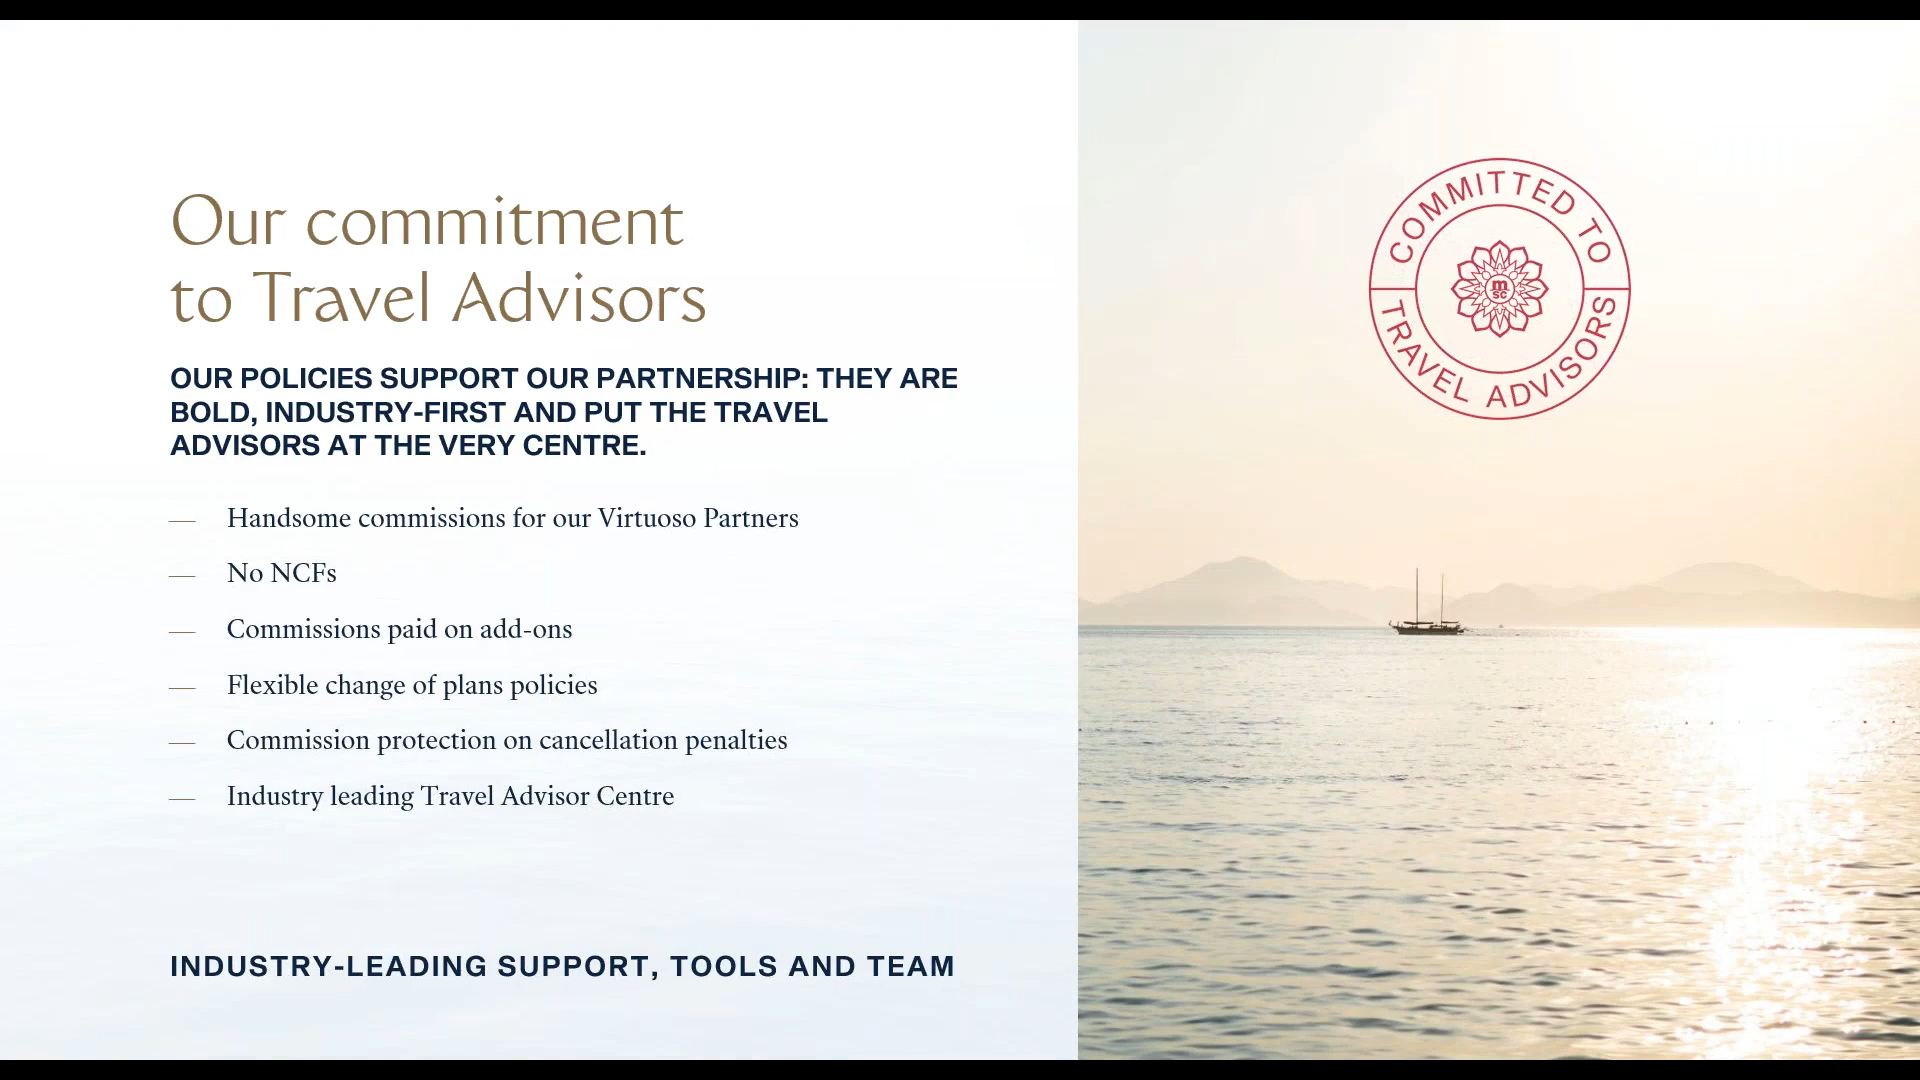 Our commitment
to Travel Advisors
OUR POLICIES SUPPORT OUR PARTNERSHIP: THEY ARE
BOLD, INDUSTRY-FIRST AND PUT THE TRAVEL
ADVISORS AT THE VERY CENTRE.
— Handsome commissions for our Virtuoso Partners
— No NCFs
— Commissions paid on add-ons
— Flexible change of plans policies
— Commission protection on cancellation penalties
— Industry leading Travel Advisor Centre
INDUSTRY-LEADING SUPPORT, TOOLS AND TEAM
COMMITTED TO
m
sc
TRAVEL ADVISORS